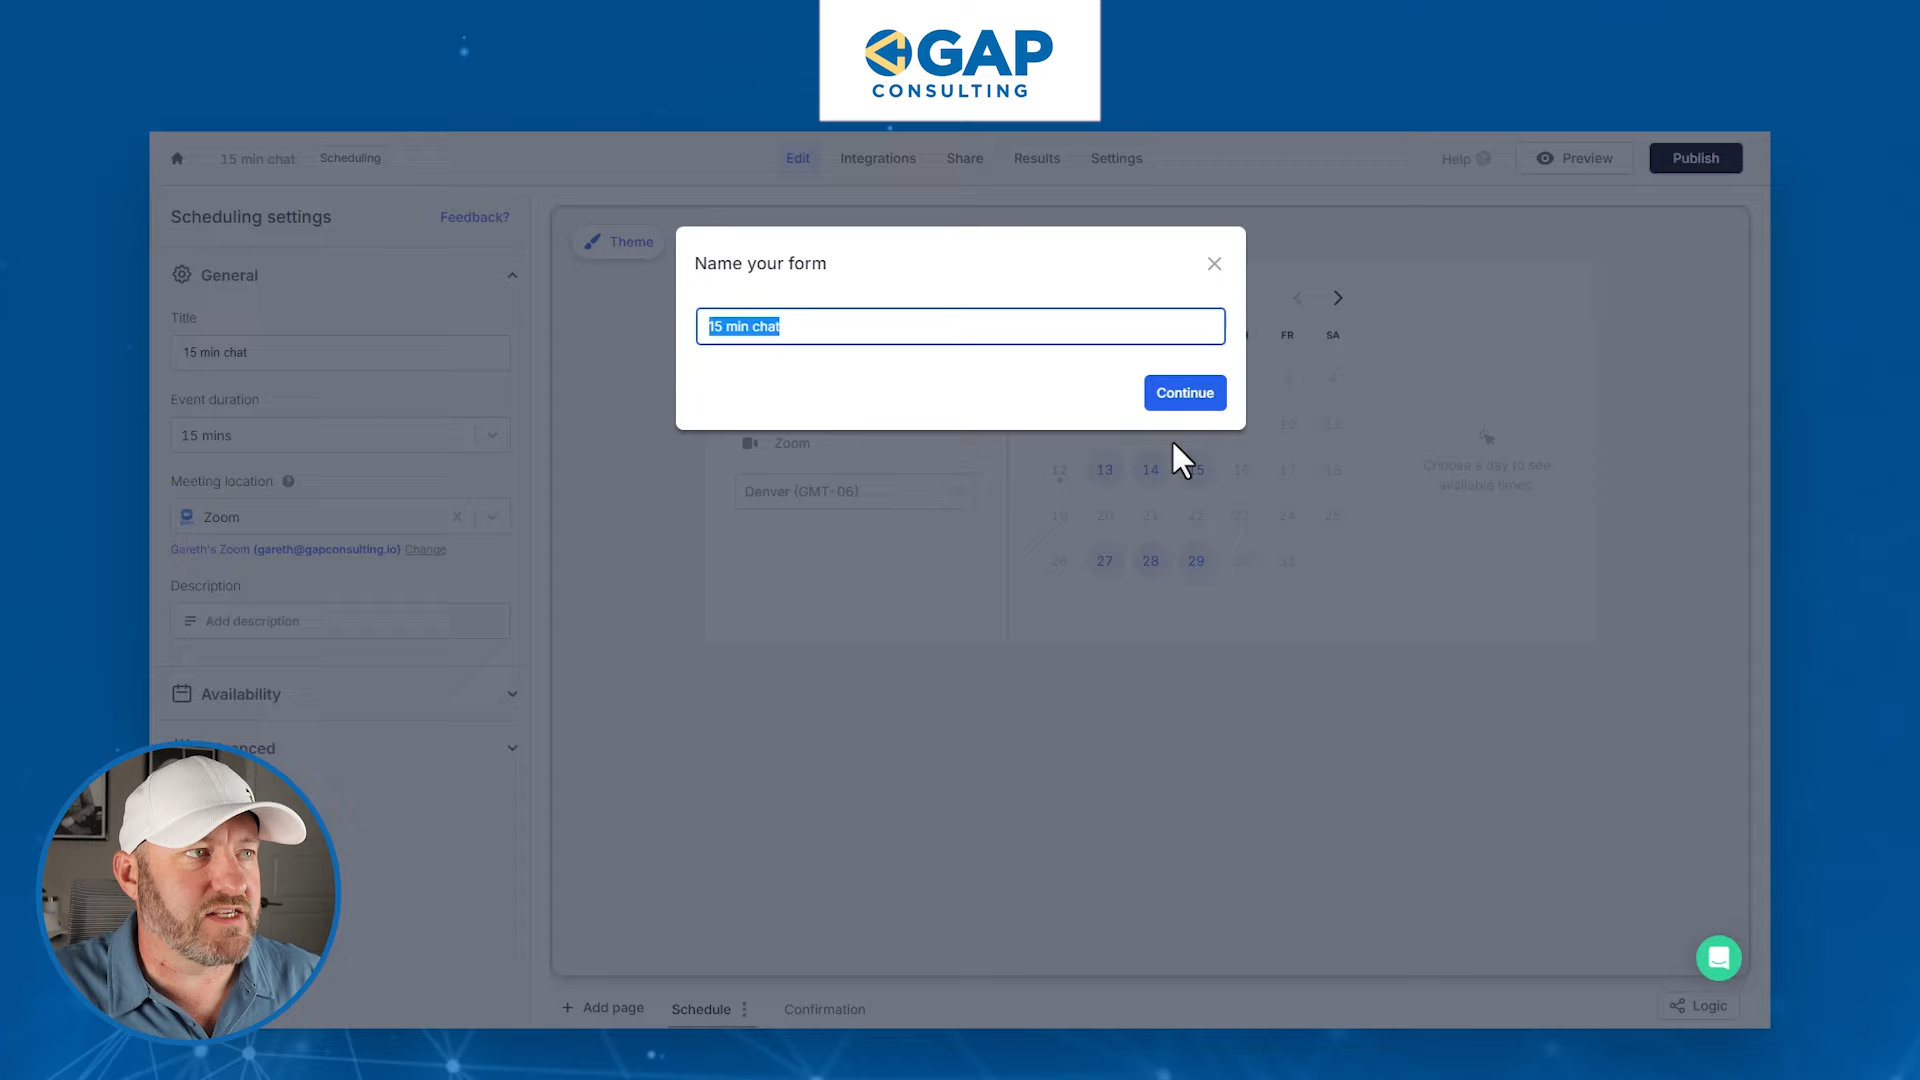 GAP
CONSULTING
15 min chat
Scheduling
Edit
Integrations
Share
Results
Settings
Help
Preview
Publish
Scheduling settings
Feedback?
Theme
Name your form
General
Title
15 min chat
15 min chat
FR
SA
Event duration
Continue
15 mins
10
11
Zoom
Choose a day to see
available times
12
13
14
15
16
17
18
Meeting location
Denver (GMT-06)
Zoom
19
20
21
22
23
24
25
Gareth's Zoom (gareth@gapconsulting.io) Change
26
27
28
29
30
31
Description
Add description
Availability
Add page
Schedule
Confirmation
Logic